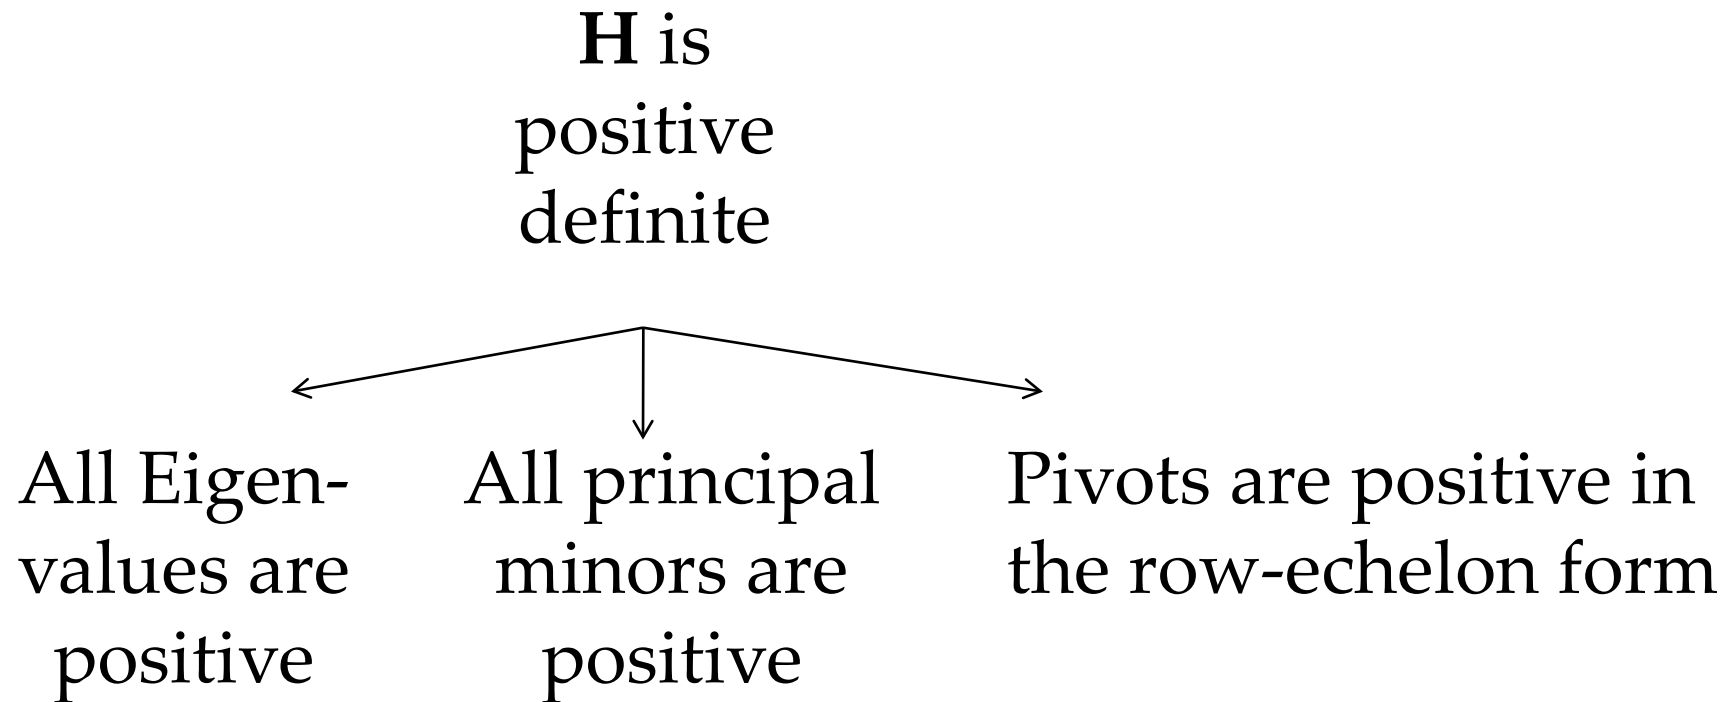 H is
positive
definite
All Eigen-
values are
positive
All principal
minors are
positive
Pivots are positive in
the row-echelon form